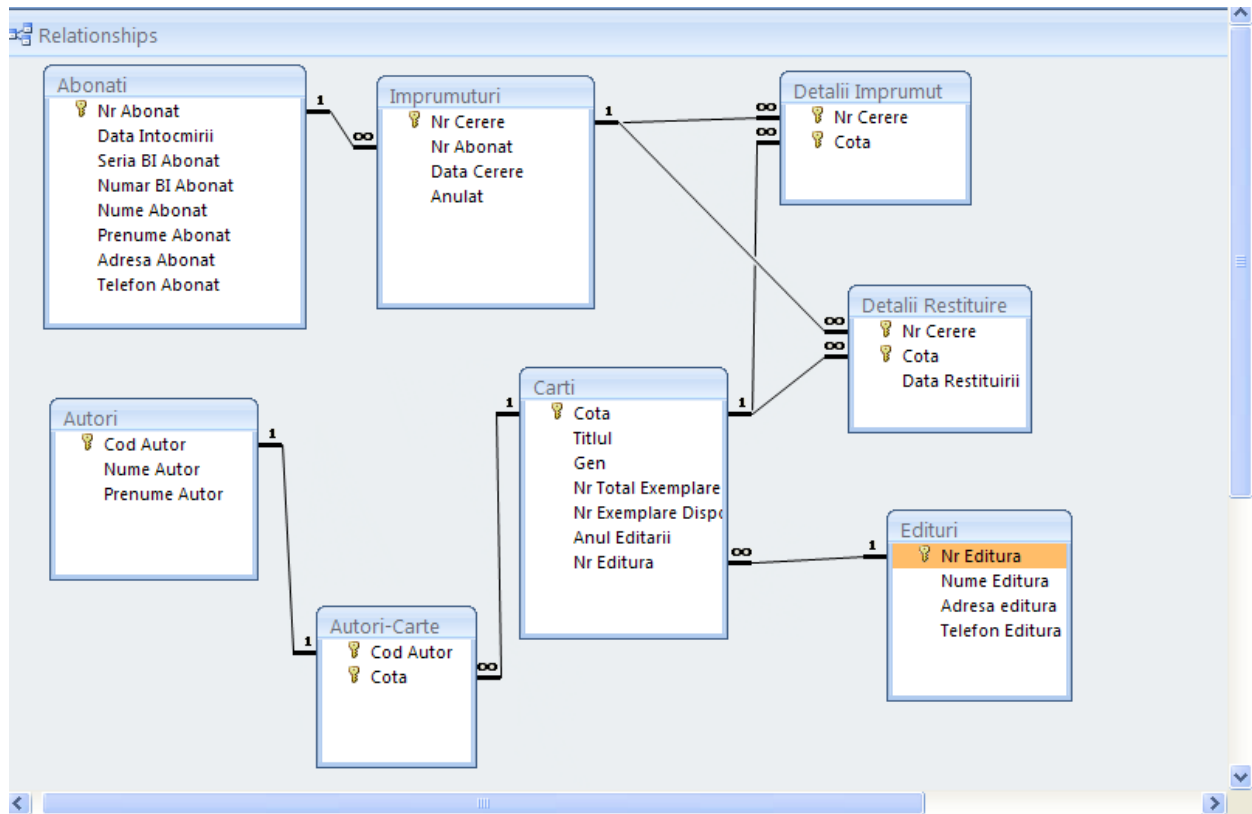 Relationships
Abonati
Nr Abonat
Data Intocmirii
Seria BI Abonat
Numar BI Abonat
Nume Abonat
Prenume Abonat
Adresa Abonat
Telefon Abonat
1
∞
Imprumuturi
Nr Cerere
Nr Abonat
Data Cerere
Anulat
1
∞
∞
Detalii Imprumut
Nr Cerere
Cota
∞
∞
Detalii Restituire
Nr Cerere
Cota
Data Restituirii
Autori
Cod Autor
Nume Autor
Prenume Autor
1
1
Autori-Carte
Cod Autor
Cota
∞
1
Carti
Cota
Titlul
Gen
Nr Total Exemplare
Nr Exemplare Dispo
Anul Editarii
Nr Editura
1
∞
1
Edituri
Nr Editura
Nume Editura
Adresa editura
Telefon Editura